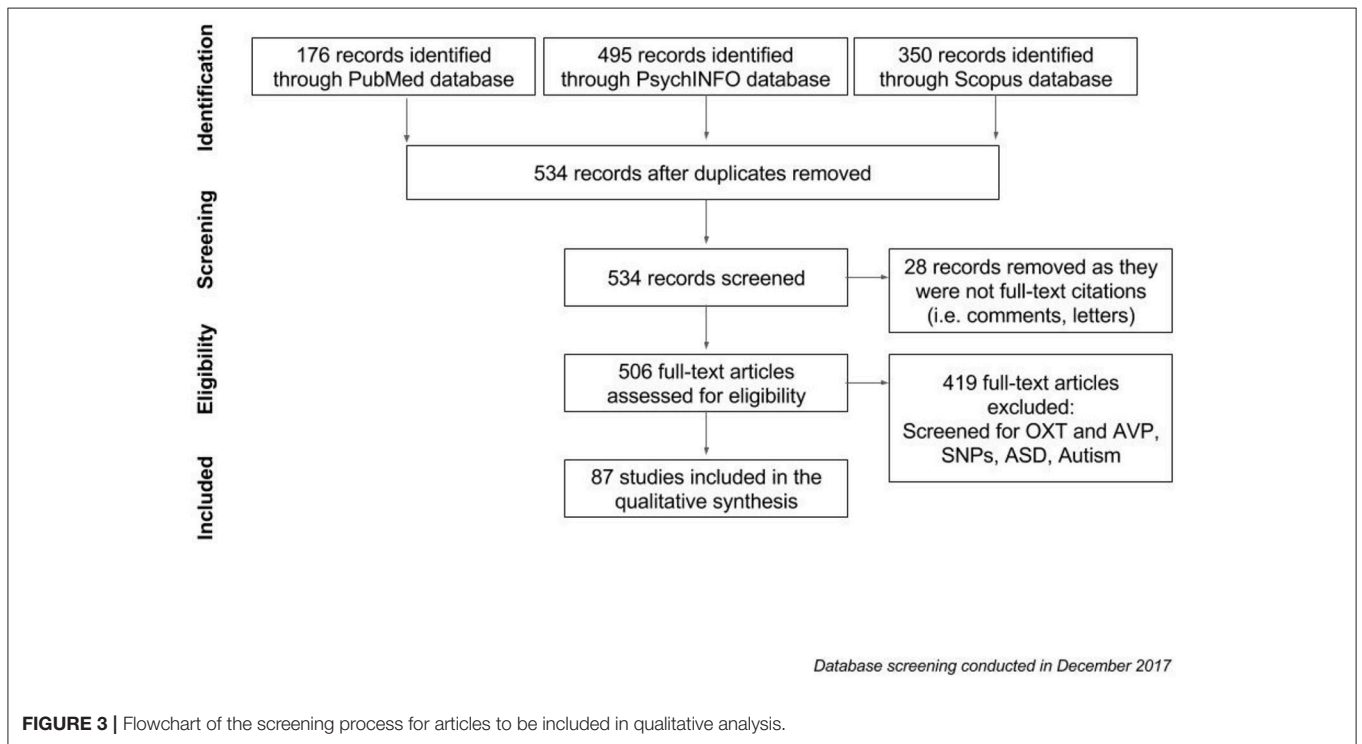 Identification
176 records identified
through PubMed database
495 records identified
through PsychINFO database
350 records identified
through Scopus database
534 records after duplicates removed
Screening
534 records screened
28 records removed as they
were not full-text citations
(i.e. comments, letters)
Eligibility
506 full-text articles
assessed for eligibility
419 full-text articles
excluded:
Screened for OXT and AVP,
SNPs, ASD, Autism
Included
87 studies included in the
qualitative synthesis
Database screening conducted in December 2017
FIGURE 3 | Flowchart of the screening process for articles to be included in qualitative analysis.